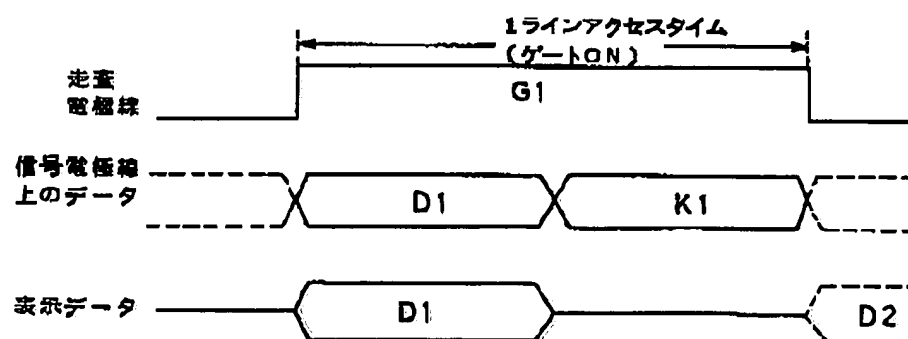 1ラインアクセスタイム
(ゲートON)
走査
電極線
G1
信号電極線
上のデータ
D1
K1
表示データ
D1
D2